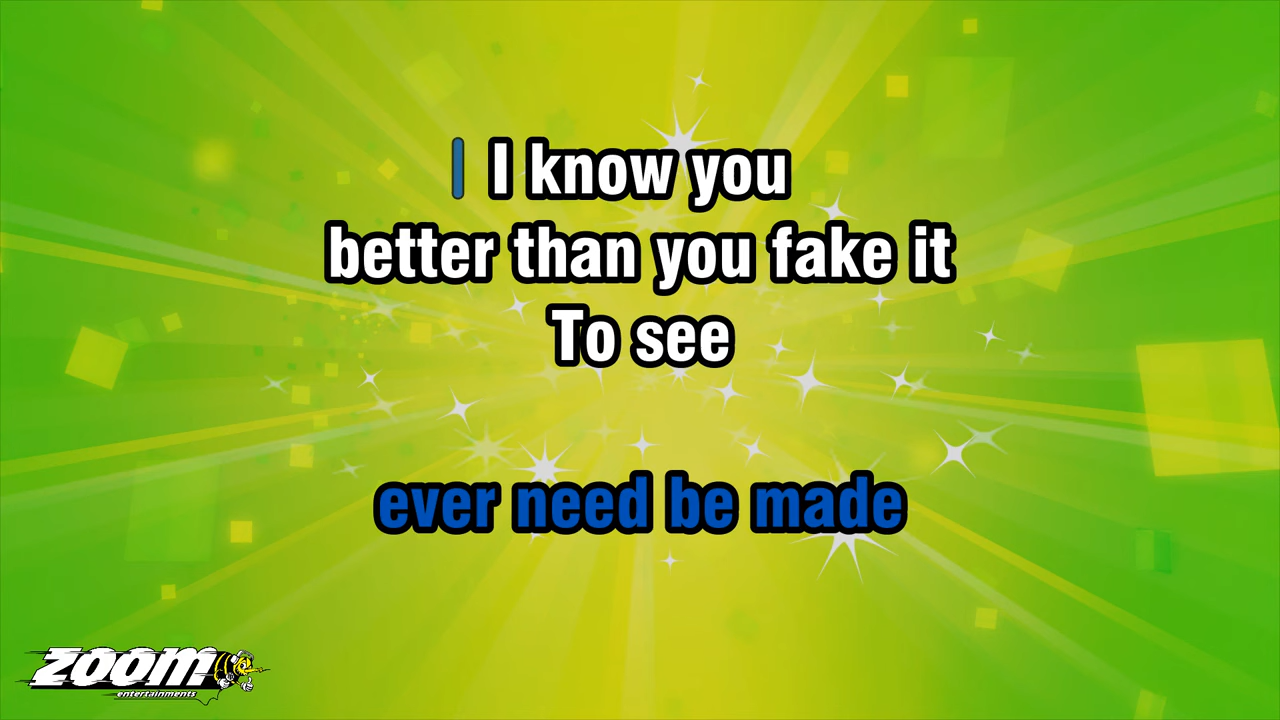 I know you
better than you fake it
To see
ever need be made
ZOOM
entertainments